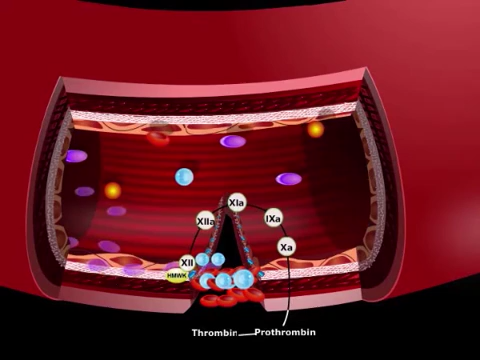 XIa
XIIa
IXa
Xa
XII
HMWK
Thrombin
Prothrombin